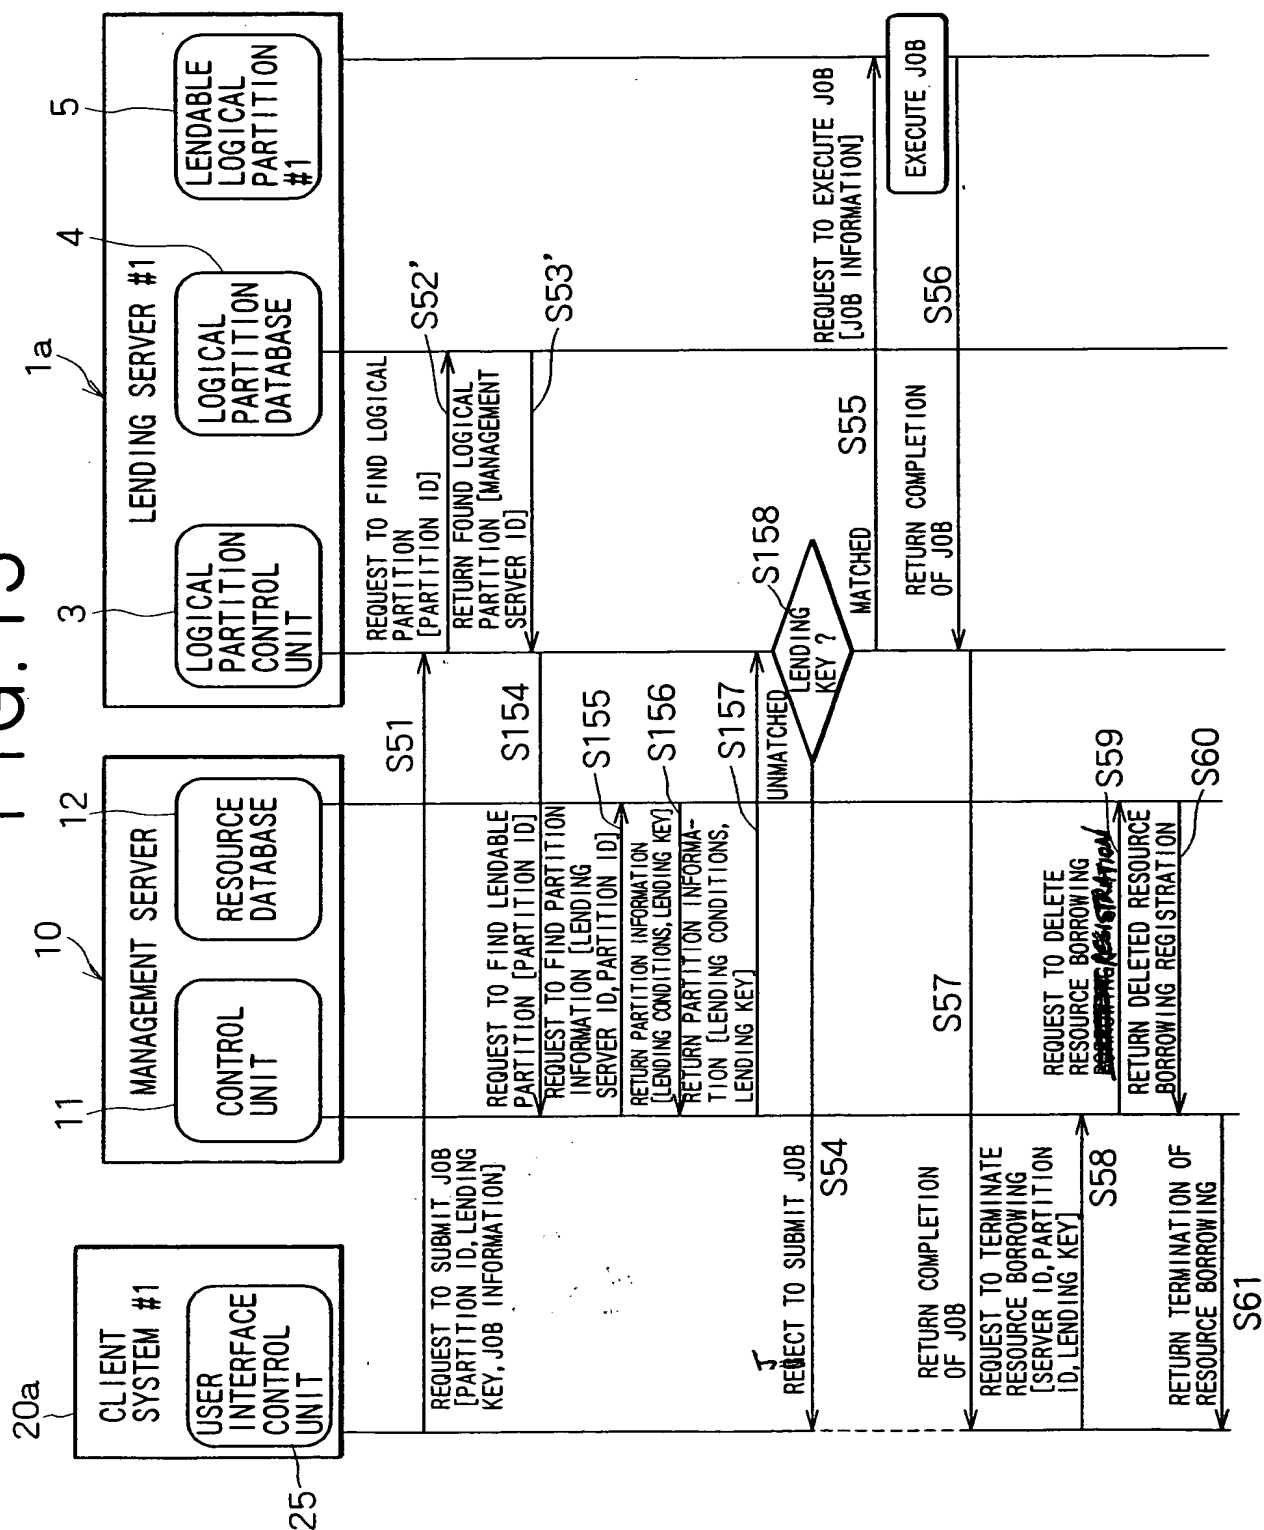 20a
CLIENT
SYSTEM #1
USER
INTERFACE
CONTROL
UNIT
25
10
MANAGEMENT SERVER
11
CONTROL
UNIT
12
RESOURCE
DATABASE
1a
LENDING SERVER #1
3
LOGICAL
PARTITION
CONTROL
UNIT
4
LOGICAL
PARTITION
DATABASE
5
LENDABLE
LOGICAL
PARTITION
#1
S51
REQUEST TO SUBMIT JOB
[PARTITION ID,LENDING
KEY,JOB INFORMATION]
REQUEST TO FIND LOGICAL
PARTITION
[PARTITION ID]
S52'
RETURN FOUND LOGICAL
PARTITION [MANAGEMENT
SERVER ID]
S53'
S154
REQUEST TO FIND LENDABLE
PARTITION [PARTITION ID]
REQUEST TO FIND PARTITION
INFORMATION [LENDING
SERVER ID,PARTITION ID]
S155
RETURN PARTITION INFORMATION
[LENDING CONDITIONS,LENDING KEY]
S156
RETURN PARTITION INFORMA-
TION [LENDING CONDITIONS,
LENDING KEY]
S157
UNMATCHED
LENDING
KEY ?
S158
MATCHED
REJECT TO SUBMIT JOB
S54
S55
REQUEST TO EXECUTE JOB
[JOB INFORMATION]
EXECUTE JOB
RETURN COMPLETION
OF JOB
S56
RETURN COMPLETION
OF JOB
S57
REQUEST TO TERMINATE
RESOURCE BORROWING
[SERVER ID,PARTITION
ID,LENDING KEY]
S58
REQUEST TO DELETE
RESOURCE BORROWING
REGISTRATION
S59
RETURN DELETED RESOURCE
BORROWING REGISTRATION
S60
RETURN TERMINATION OF
RESOURCE BORROWING
S61